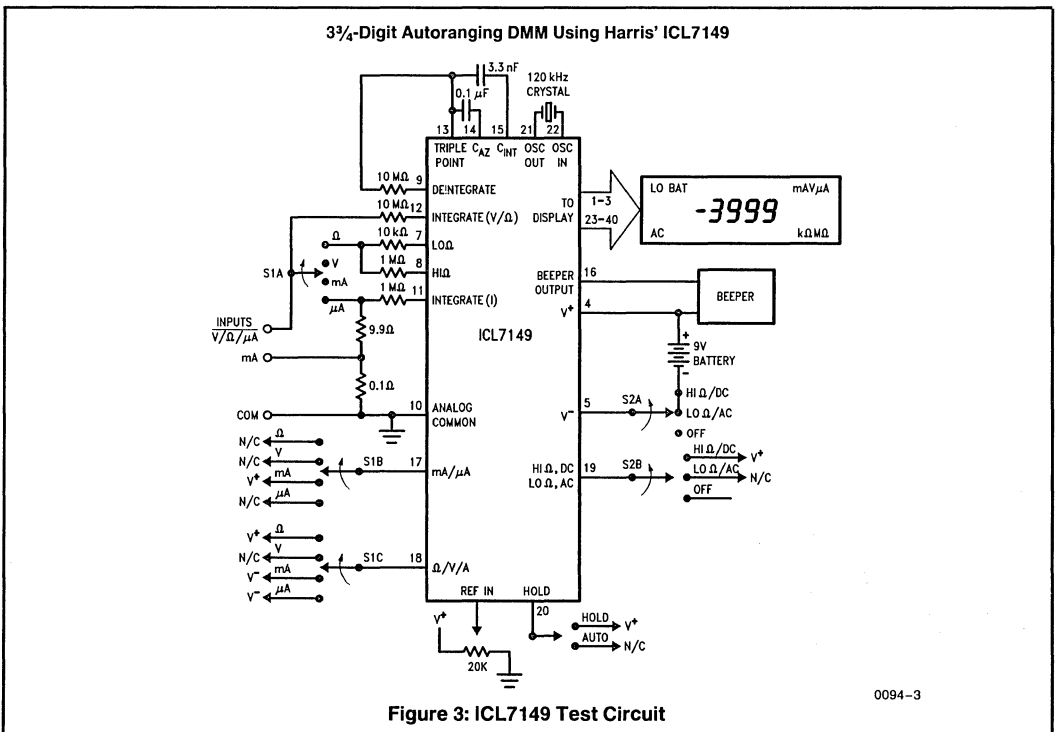 3¾-Digit Autoranging DMM Using Harris' ICL7149
3.3 nF
0.1 µF
120 kHz
CRYSTAL
13 14 15 21 22
TRIPLE POINT
C_AZ
C_INT
OSC OUT
OSC IN
10 MΩ 9 DEINTEGRATE
10 MΩ 12 INTEGRATE (V/Ω)
10 kΩ 7 LOΩ
1 MΩ 8 HIΩ
1 MΩ 11 INTEGRATE (I)
S1A
Ω
V
mA
µA
INPUTS
V/Ω/µA
9.9Ω
mA
0.1Ω
COM
10 ANALOG
COMMON
ICL7149
TO
DISPLAY
1-3
23-40
LO BAT mAVµA
-3999
AC kΩMΩ
BEEPER
OUTPUT
16
BEEPER
V+ 4
+
9V
BATTERY
-
V- 5
S2A
HI Ω/DC
LO Ω/AC
OFF
HI Ω, DC
LO Ω, AC
19
S2B
HI Ω/DC V+
LO Ω/AC N/C
OFF
N/C Ω
N/C V
V+ mA
N/C µA
S1B
17 mA/µA
V+ Ω
N/C V
V- mA
V- µA
S1C
18 Ω/V/A
REF IN
HOLD
20
V+
20K
HOLD V+
AUTO N/C
0094-3
Figure 3: ICL7149 Test Circuit